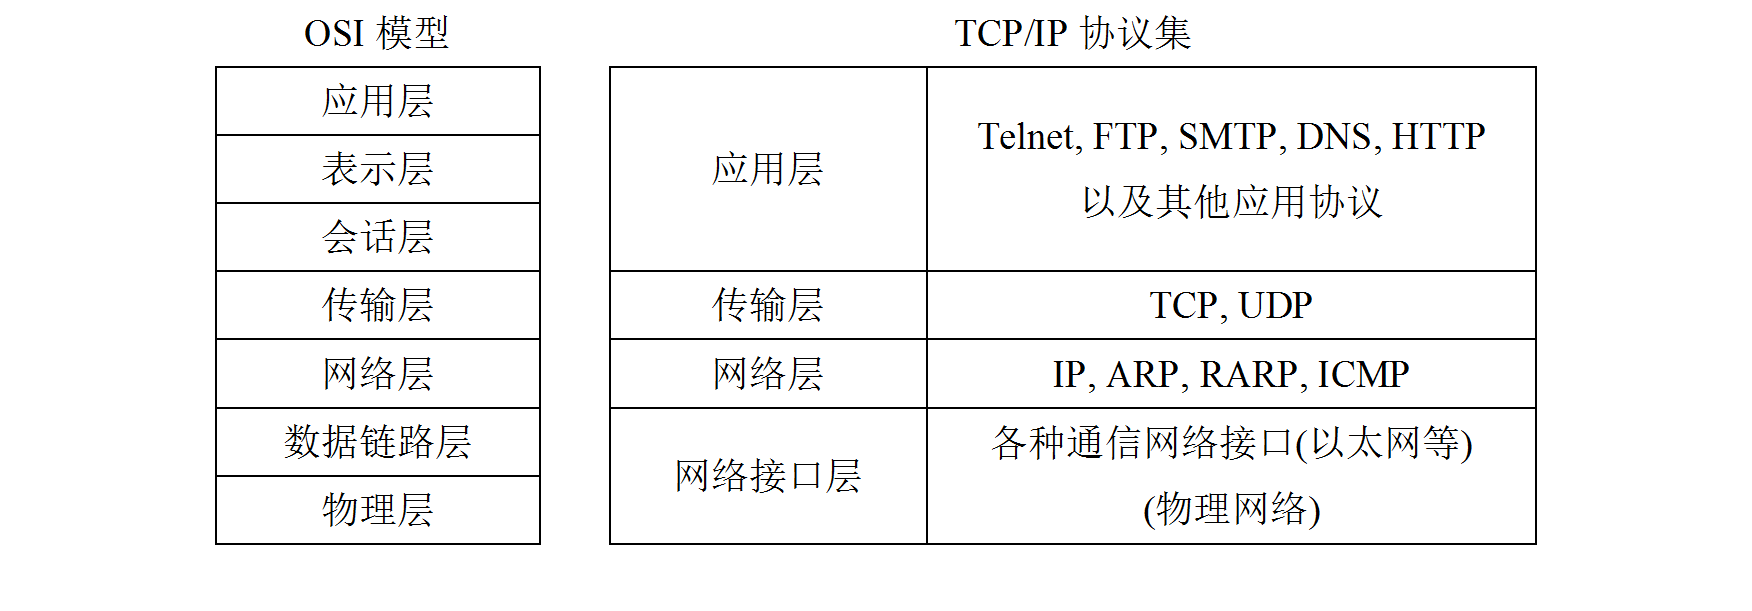 OSI 模型
应用层
表示层
会话层
传输层
网络层
数据链路层
物理层
TCP/IP 协议集
应用层
Telnet, FTP, SMTP, DNS, HTTP
以及其他应用协议
传输层
TCP, UDP
网络层
IP, ARP, RARP, ICMP
网络接口层
各种通信网络接口(以太网等)
(物理网络)